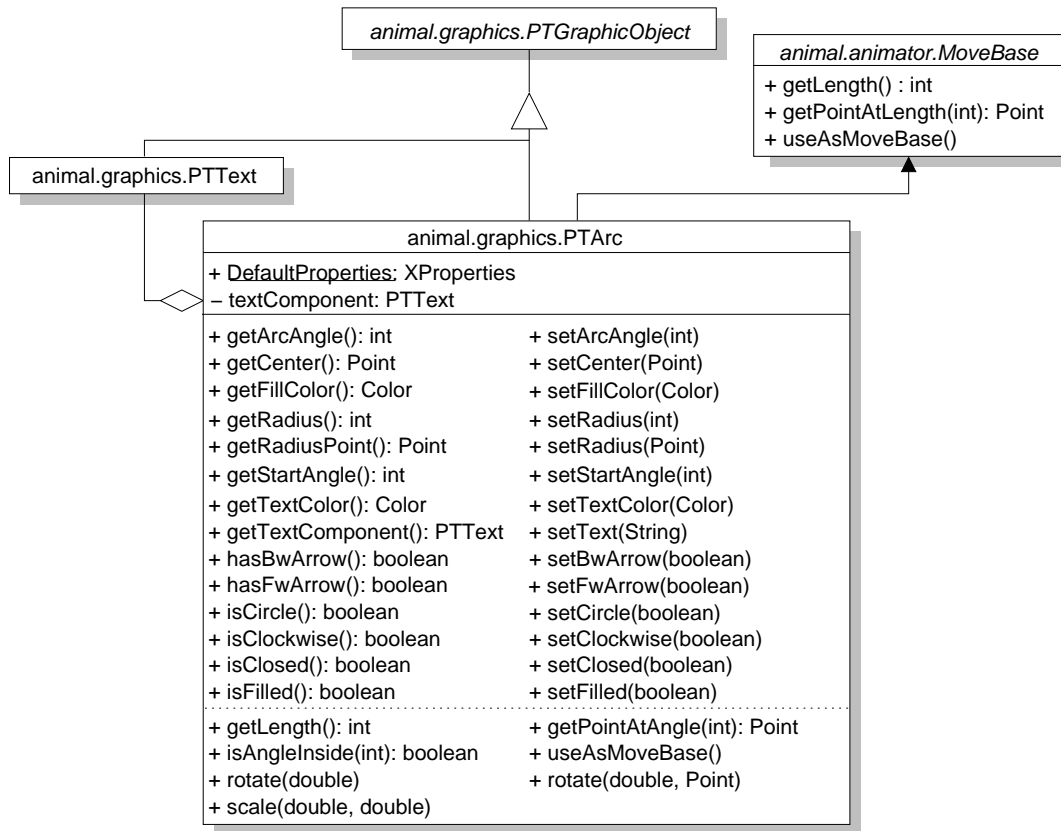 animal.graphics.PTGraphicObject
animal.animator.MoveBase
+ getLength() : int
+ getPointAtLength(int): Point
+ useAsMoveBase()
animal.graphics.PTText
animal.graphics.PTArc
+ DefaultProperties: XProperties
– textComponent: PTText
+ getArcAngle(): int + setArcAngle(int)
+ getCenter(): Point + setCenter(Point)
+ getFillColor(): Color + setFillColor(Color)
+ getRadius(): int + setRadius(int)
+ getRadiusPoint(): Point + setRadius(Point)
+ getStartAngle(): int + setStartAngle(int)
+ getTextColor(): Color + setTextColor(Color)
+ getTextComponent(): PTText + setText(String)
+ hasBwArrow(): boolean + setBwArrow(boolean)
+ hasFwArrow(): boolean + setFwArrow(boolean)
+ isCircle(): boolean + setCircle(boolean)
+ isClockwise(): boolean + setClockwise(boolean)
+ isClosed(): boolean + setClosed(boolean)
+ isFilled(): boolean + setFilled(boolean)
+ getLength(): int + getPointAtAngle(int): Point
+ isAngleInside(int): boolean + useAsMoveBase()
+ rotate(double) + rotate(double, Point)
+ scale(double, double)